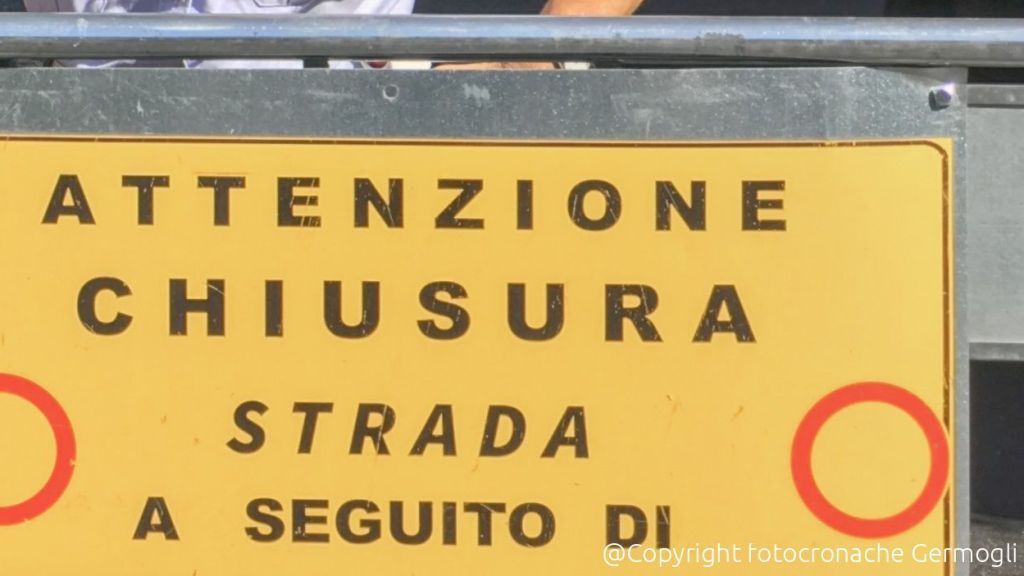 ATTENZIONE
CHIUSURA
STRADA
A SEGUITO DI
@Copyright fotocronache Germogli